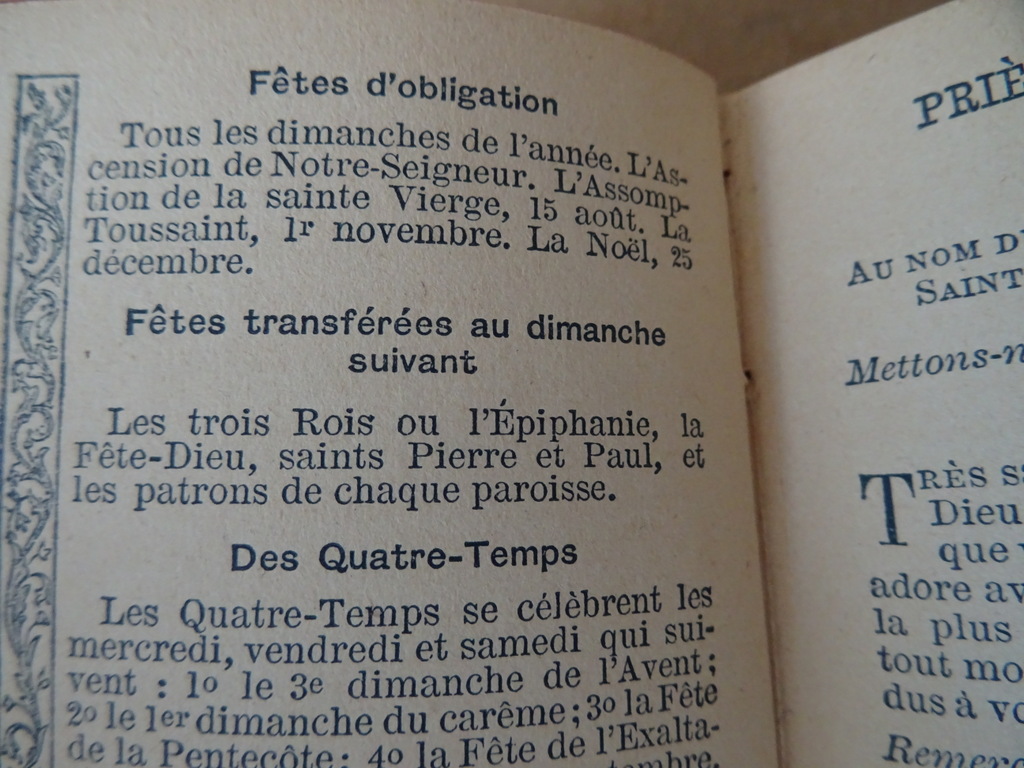 Fêtes d'obligation
Tous les dimanches de l'année. L'As-
cension de Notre-Seigneur. L'Assomp-
tion de la sainte Vierge, 15 août. La
Toussaint, 1r novembre. La Noël, 25
décembre.
Fêtes transférées au dimanche
suivant
Les trois Rois ou l'Épiphanie, la
Fête-Dieu, saints Pierre et Paul, et
les patrons de chaque paroisse.
Des Quatre-Temps
Les Quatre-Temps se célèbrent les
mercredi, vendredi et samedi qui sui-
vent : 1o le 3e dimanche de l'Avent;
2o le 1er dimanche du carême; 3o la Fête
de la Pentecôte; 4o la Fête de l'Exalta-
PRIÈ
AU NOM D
SAINT
Mettons-n
TRÈS S
Dieu
que
adore av
la plus
tout mo
dus à vo
Remerc